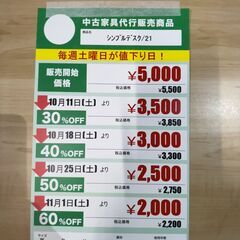 中古家具代行販売商品
商品名
シンプルデスク/21
毎週土曜日が値下り日！
販売開始価格
¥5,000
税込価格 ¥5,500
10月11日(土)より
30%OFF
¥3,500
税込価格 ¥3,850
10月18日(土)より
40%OFF
¥3,000
税込価格 ¥3,300
10月25日(土)より
50%OFF
¥2,500
税込価格 ¥2,750
11月1日(土)より
60%OFF
¥2,000
税込価格 ¥2,200